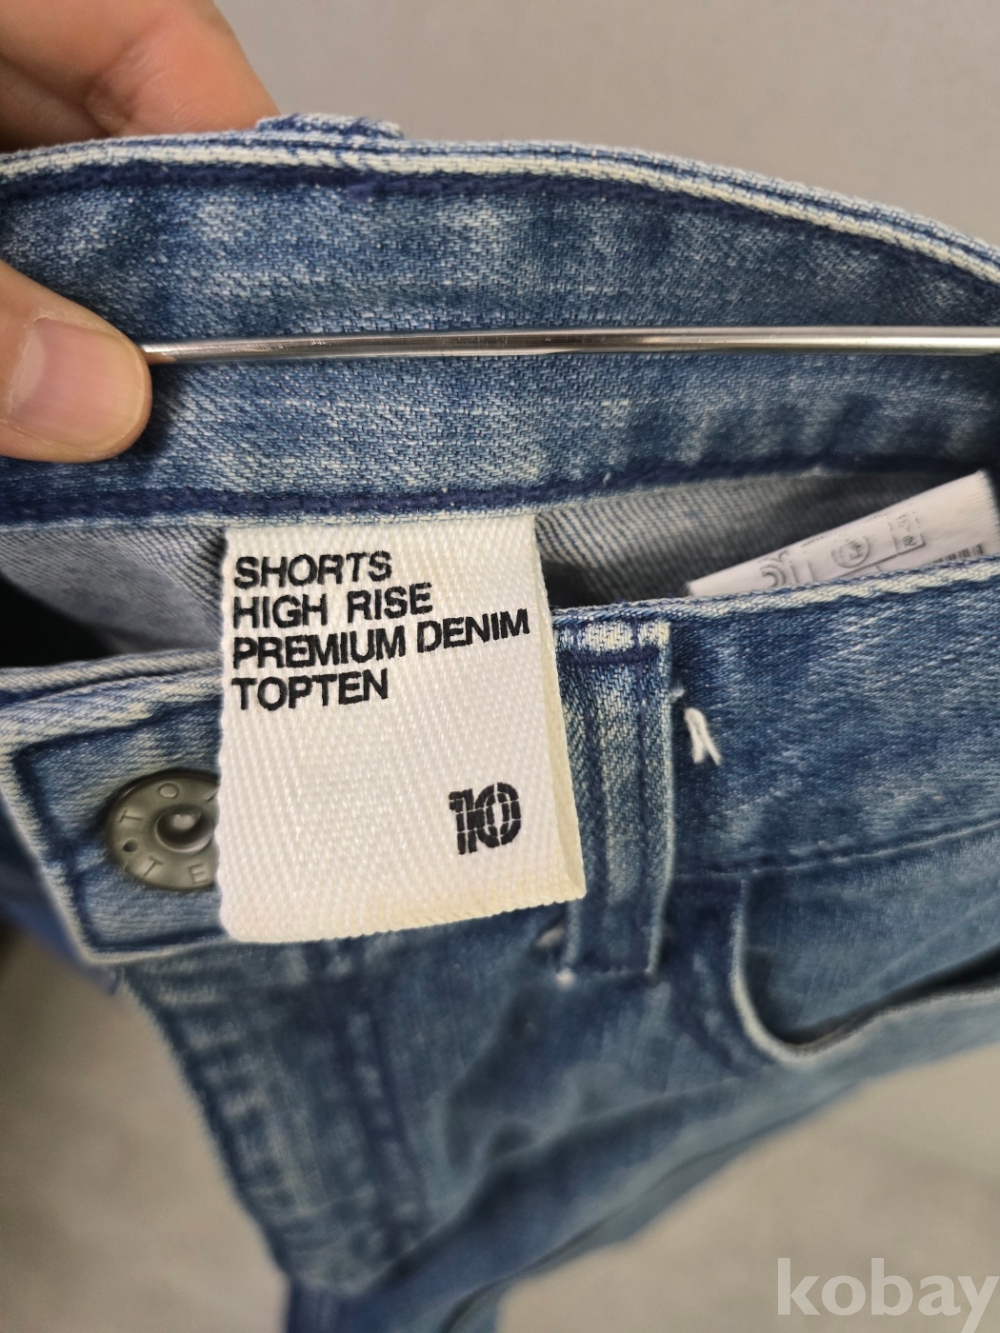 SHORTS
HIGH RISE
PREMIUM DENIM
TOPTEN
10
kobay